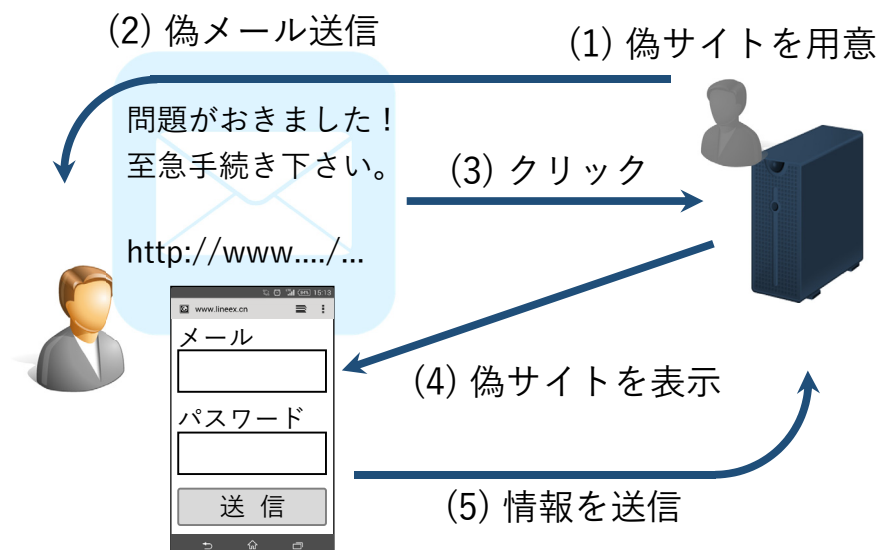 (2) 偽メール送信
(1) 偽サイトを用意
問題がおきました！
至急手続き下さい。
(3) クリック
http://www..../...
15:13
www.lineex.cn
メール
(4) 偽サイトを表示
パスワード
送 信
(5) 情報を送信